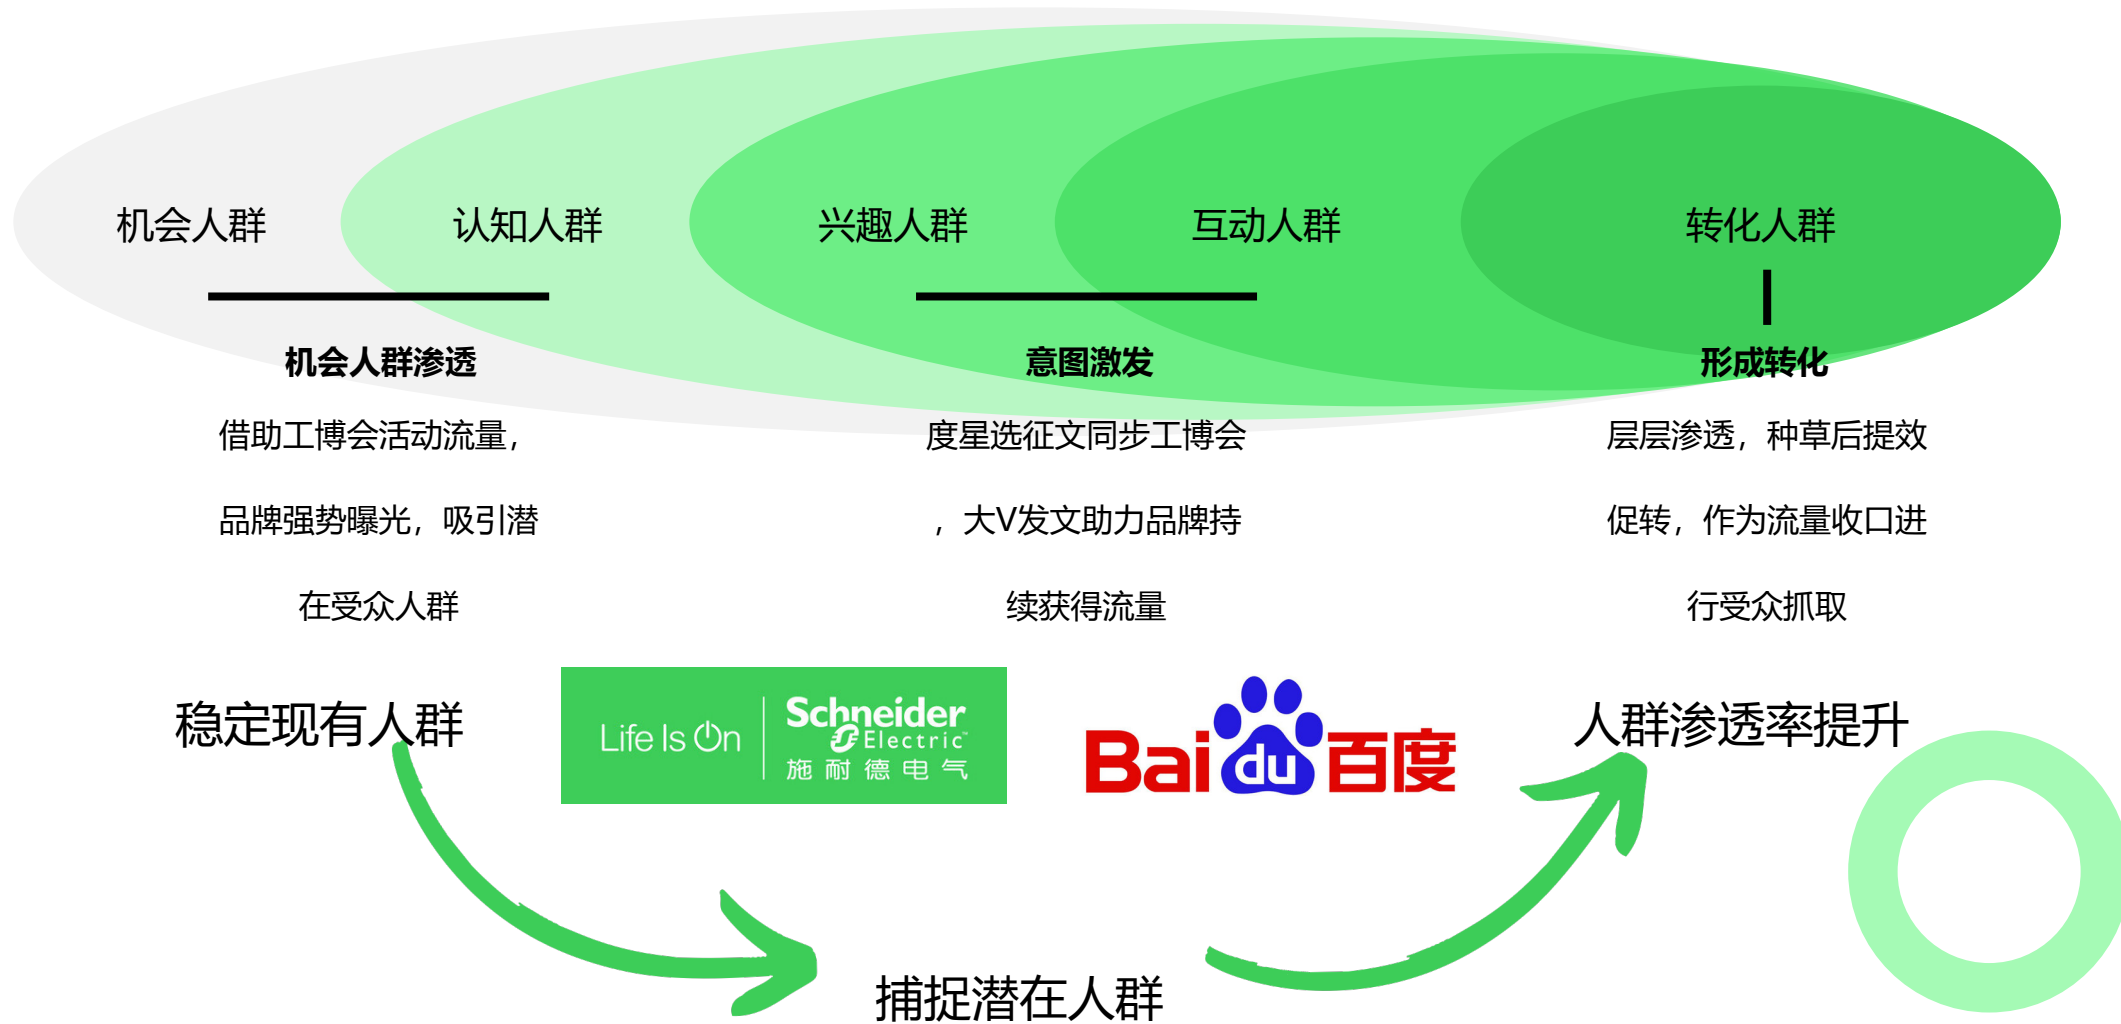 机会人群
认知人群
兴趣人群
互动人群
转化人群
机会人群渗透
借助工博会活动流量，
品牌强势曝光，吸引潜
在受众人群
意图激发
度星选征文同步工博会
，大V发文助力品牌持
续获得流量
形成转化
层层渗透，种草后提效
促转，作为流量收口进
行受众抓取
稳定现有人群
Life Is On
Schneider
Electric
施耐德电气
Bai du 百度
人群渗透率提升
捕捉潜在人群